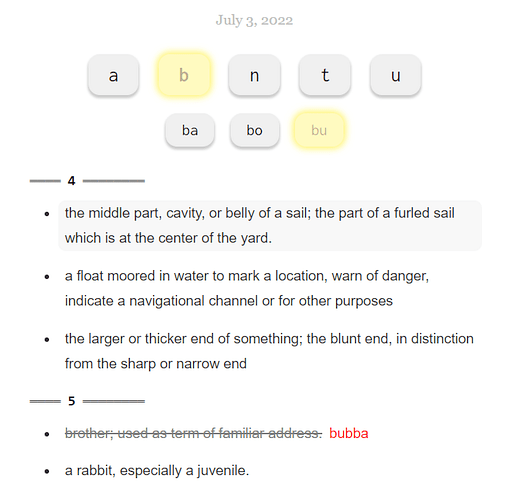 July 3, 2022
a b n t u
ba bo bu
4
the middle part, cavity, or belly of a sail; the part of a furled sail
which is at the center of the yard.
a float moored in water to mark a location, warn of danger,
indicate a navigational channel or for other purposes
the larger or thicker end of something; the blunt end, in distinction
from the sharp or narrow end
5
brother; used as term of familiar address. bubba
a rabbit, especially a juvenile.